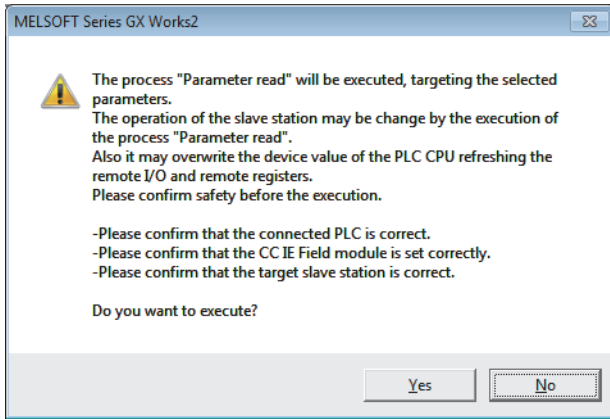 MELSOFT Series GX Works2
The process "Parameter read" will be executed, targeting the selected
parameters.
The operation of the slave station may be change by the execution of
the process "Parameter read".
Also it may overwrite the device value of the PLC CPU refreshing the
remote I/O and remote registers.
Please confirm safety before the execution.
-Please confirm that the connected PLC is correct.
-Please confirm that the CC IE Field module is set correctly.
-Please confirm that the target slave station is correct.
Do you want to execute?
Yes No